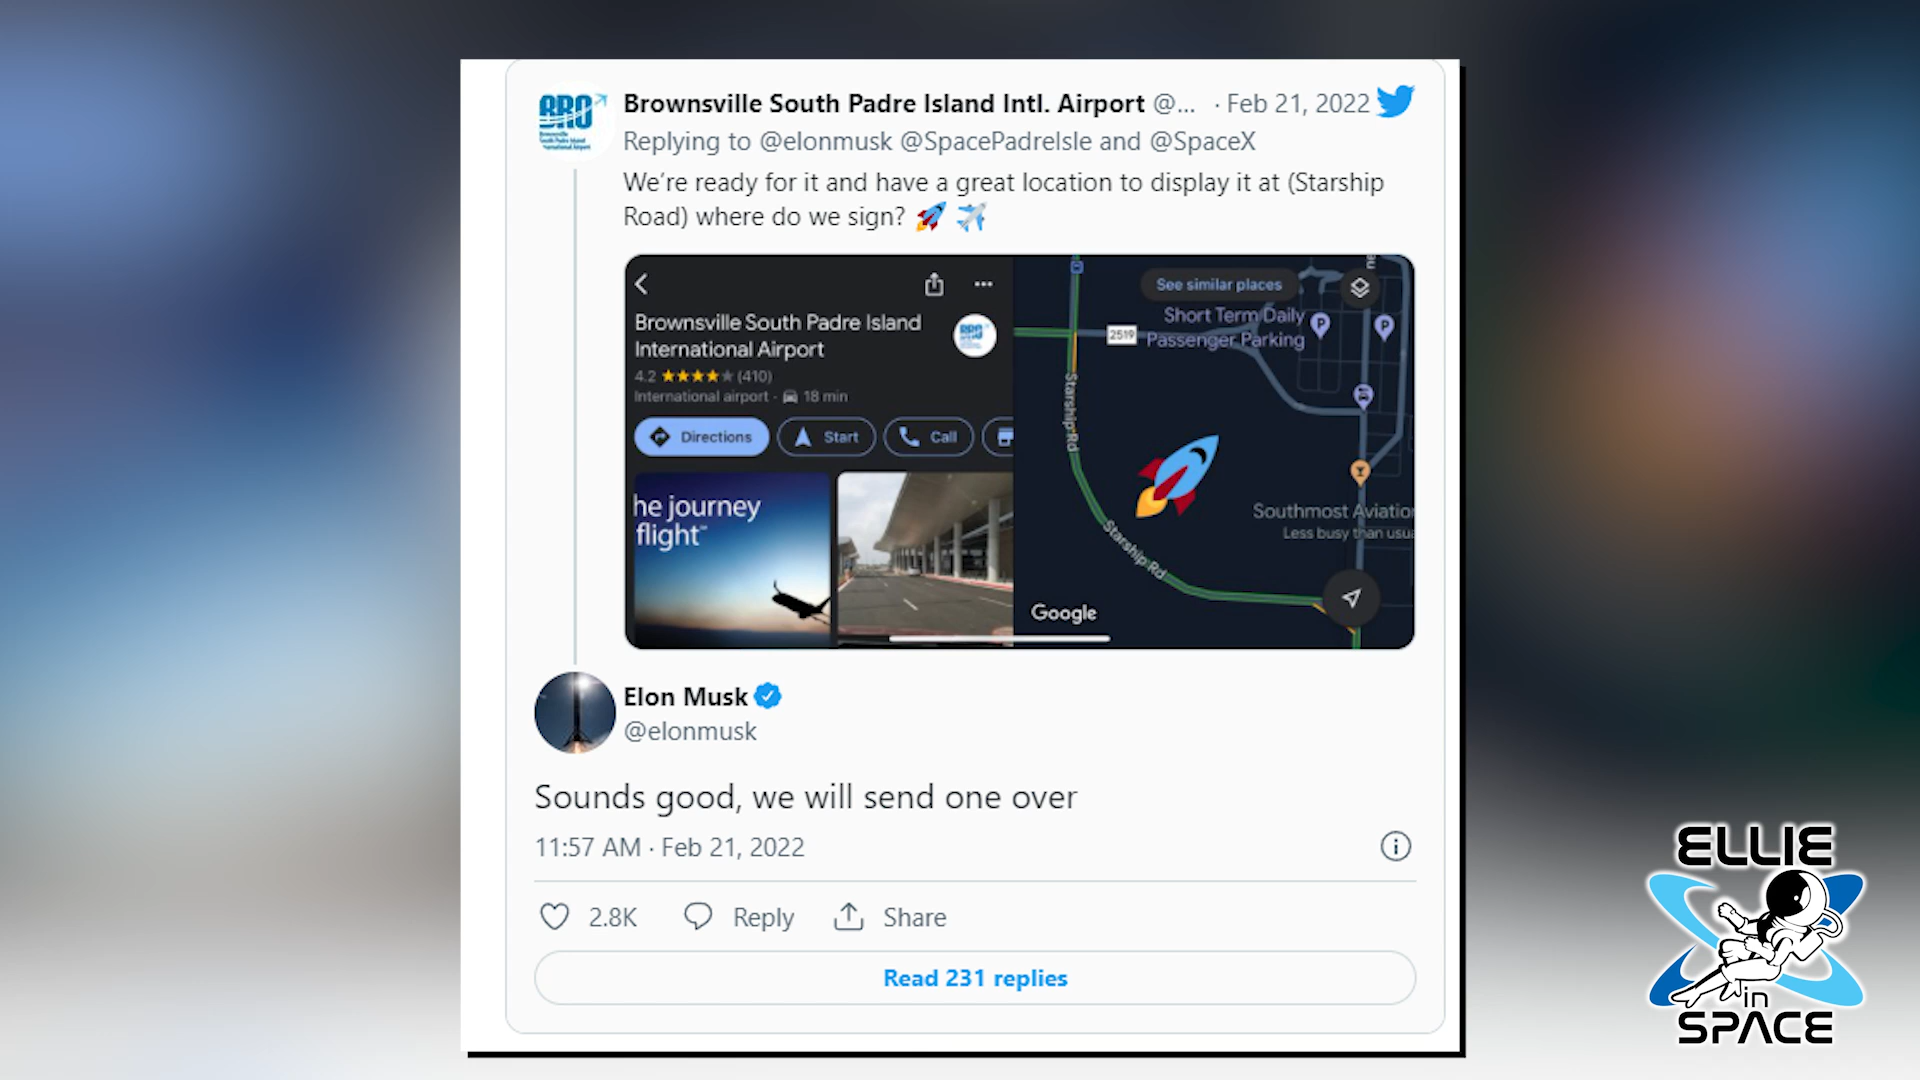 Brownsville South Padre Island Intl. Airport @... · Feb 21, 2022
Replying to @elonmusk @SpacePadreIsle and @SpaceX
We're ready for it and have a great location to display it at (Starship
Road) where do we sign? 🚀 ✈️
BRO
Brownsville South Padre Island
International Airport
4.2 ★★★★★ (410)
International airport · 18 min
Directions
Start
Call
he journey
flight™
See similar places
Short Term Daily
Passenger Parking
P
P
2519
Starship Rd
Starship Rd
Southmost Aviation
Less busy than usu
Google
Elon Musk
@elonmusk
Sounds good, we will send one over
11:57 AM · Feb 21, 2022
2.8K
Reply
Share
Read 231 replies
ELLIE
in
SPACE